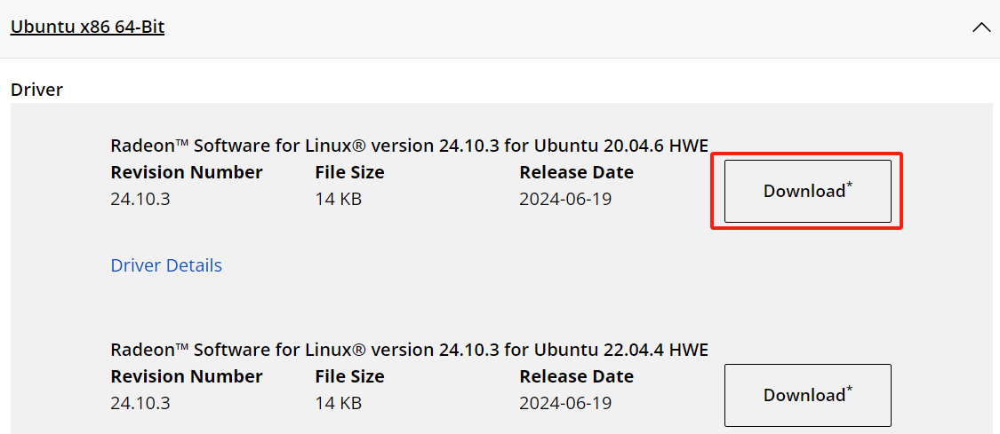 Ubuntu x86 64-Bit
Driver
Radeon™ Software for Linux® version 24.10.3 for Ubuntu 20.04.6 HWE
Revision Number File Size Release Date
24.10.3 14 KB 2024-06-19
Download*
Driver Details
Radeon™ Software for Linux® version 24.10.3 for Ubuntu 22.04.4 HWE
Revision Number File Size Release Date
24.10.3 14 KB 2024-06-19
Download*